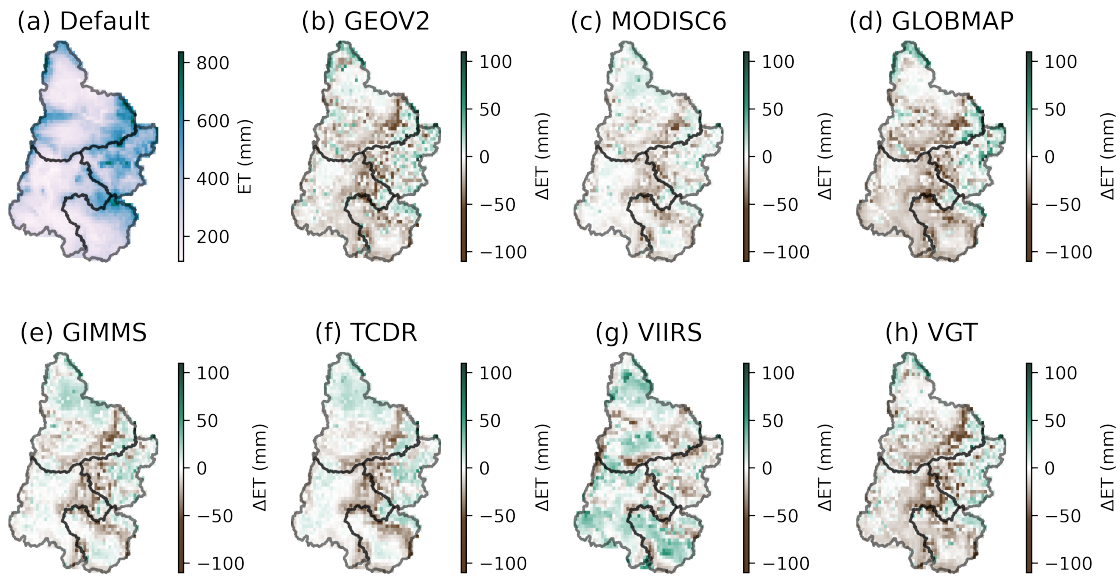 (a) Default
(b) GEOV2
(c) MODISC6
(d) GLOBMAP
800
600
400
200
ET (mm)
100
50
0
−50
−100
ΔET (mm)
100
50
0
−50
−100
ΔET (mm)
100
50
0
−50
−100
ΔET (mm)
(e) GIMMS
(f) TCDR
(g) VIIRS
(h) VGT
100
50
0
−50
−100
ΔET (mm)
100
50
0
−50
−100
ΔET (mm)
100
50
0
−50
−100
ΔET (mm)
100
50
0
−50
−100
ΔET (mm)